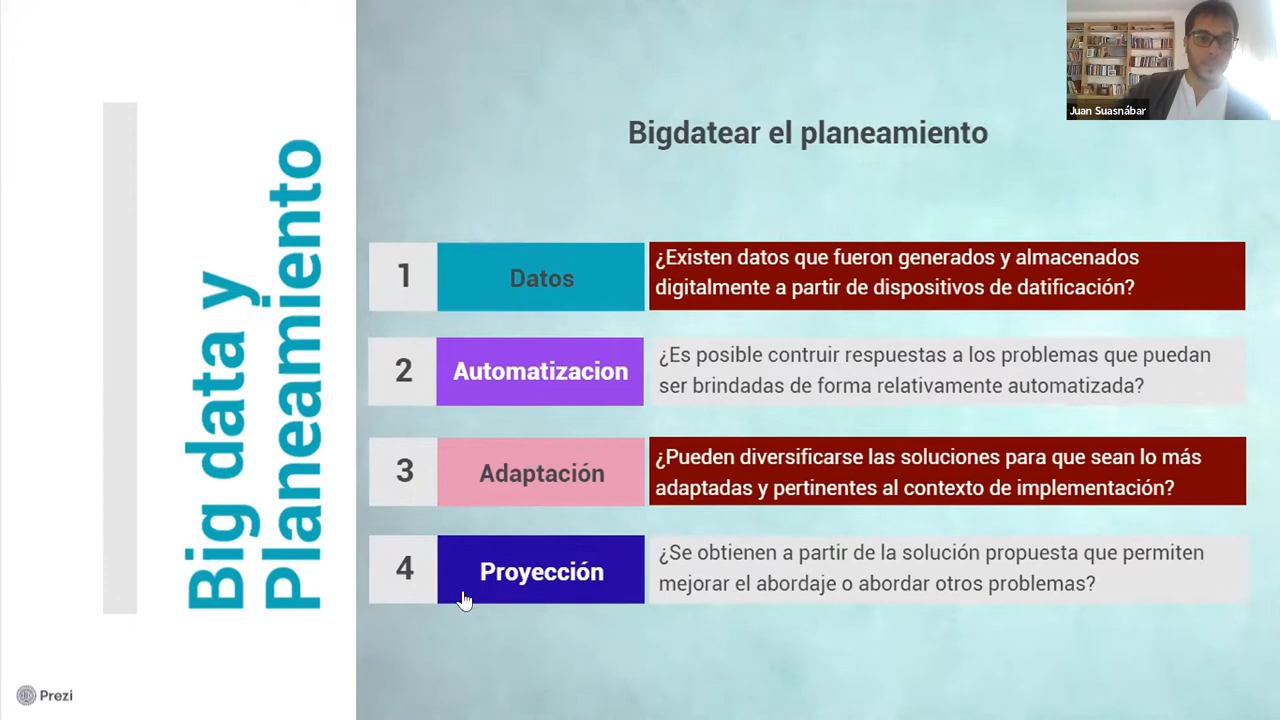 Big data y
Planeamiento
Juan Suasnábar
Bigdatear el planeamiento
1
Datos
¿Existen datos que fueron generados y almacenados
digitalmente a partir de dispositivos de datificación?
2
Automatizacion
¿Es posible contruir respuestas a los problemas que puedan
ser brindadas de forma relativamente automatizada?
3
Adaptación
¿Pueden diversificarse las soluciones para que sean lo más
adaptadas y pertinentes al contexto de implementación?
4
Proyección
¿Se obtienen a partir de la solución propuesta que permiten
mejorar el abordaje o abordar otros problemas?
Prezi